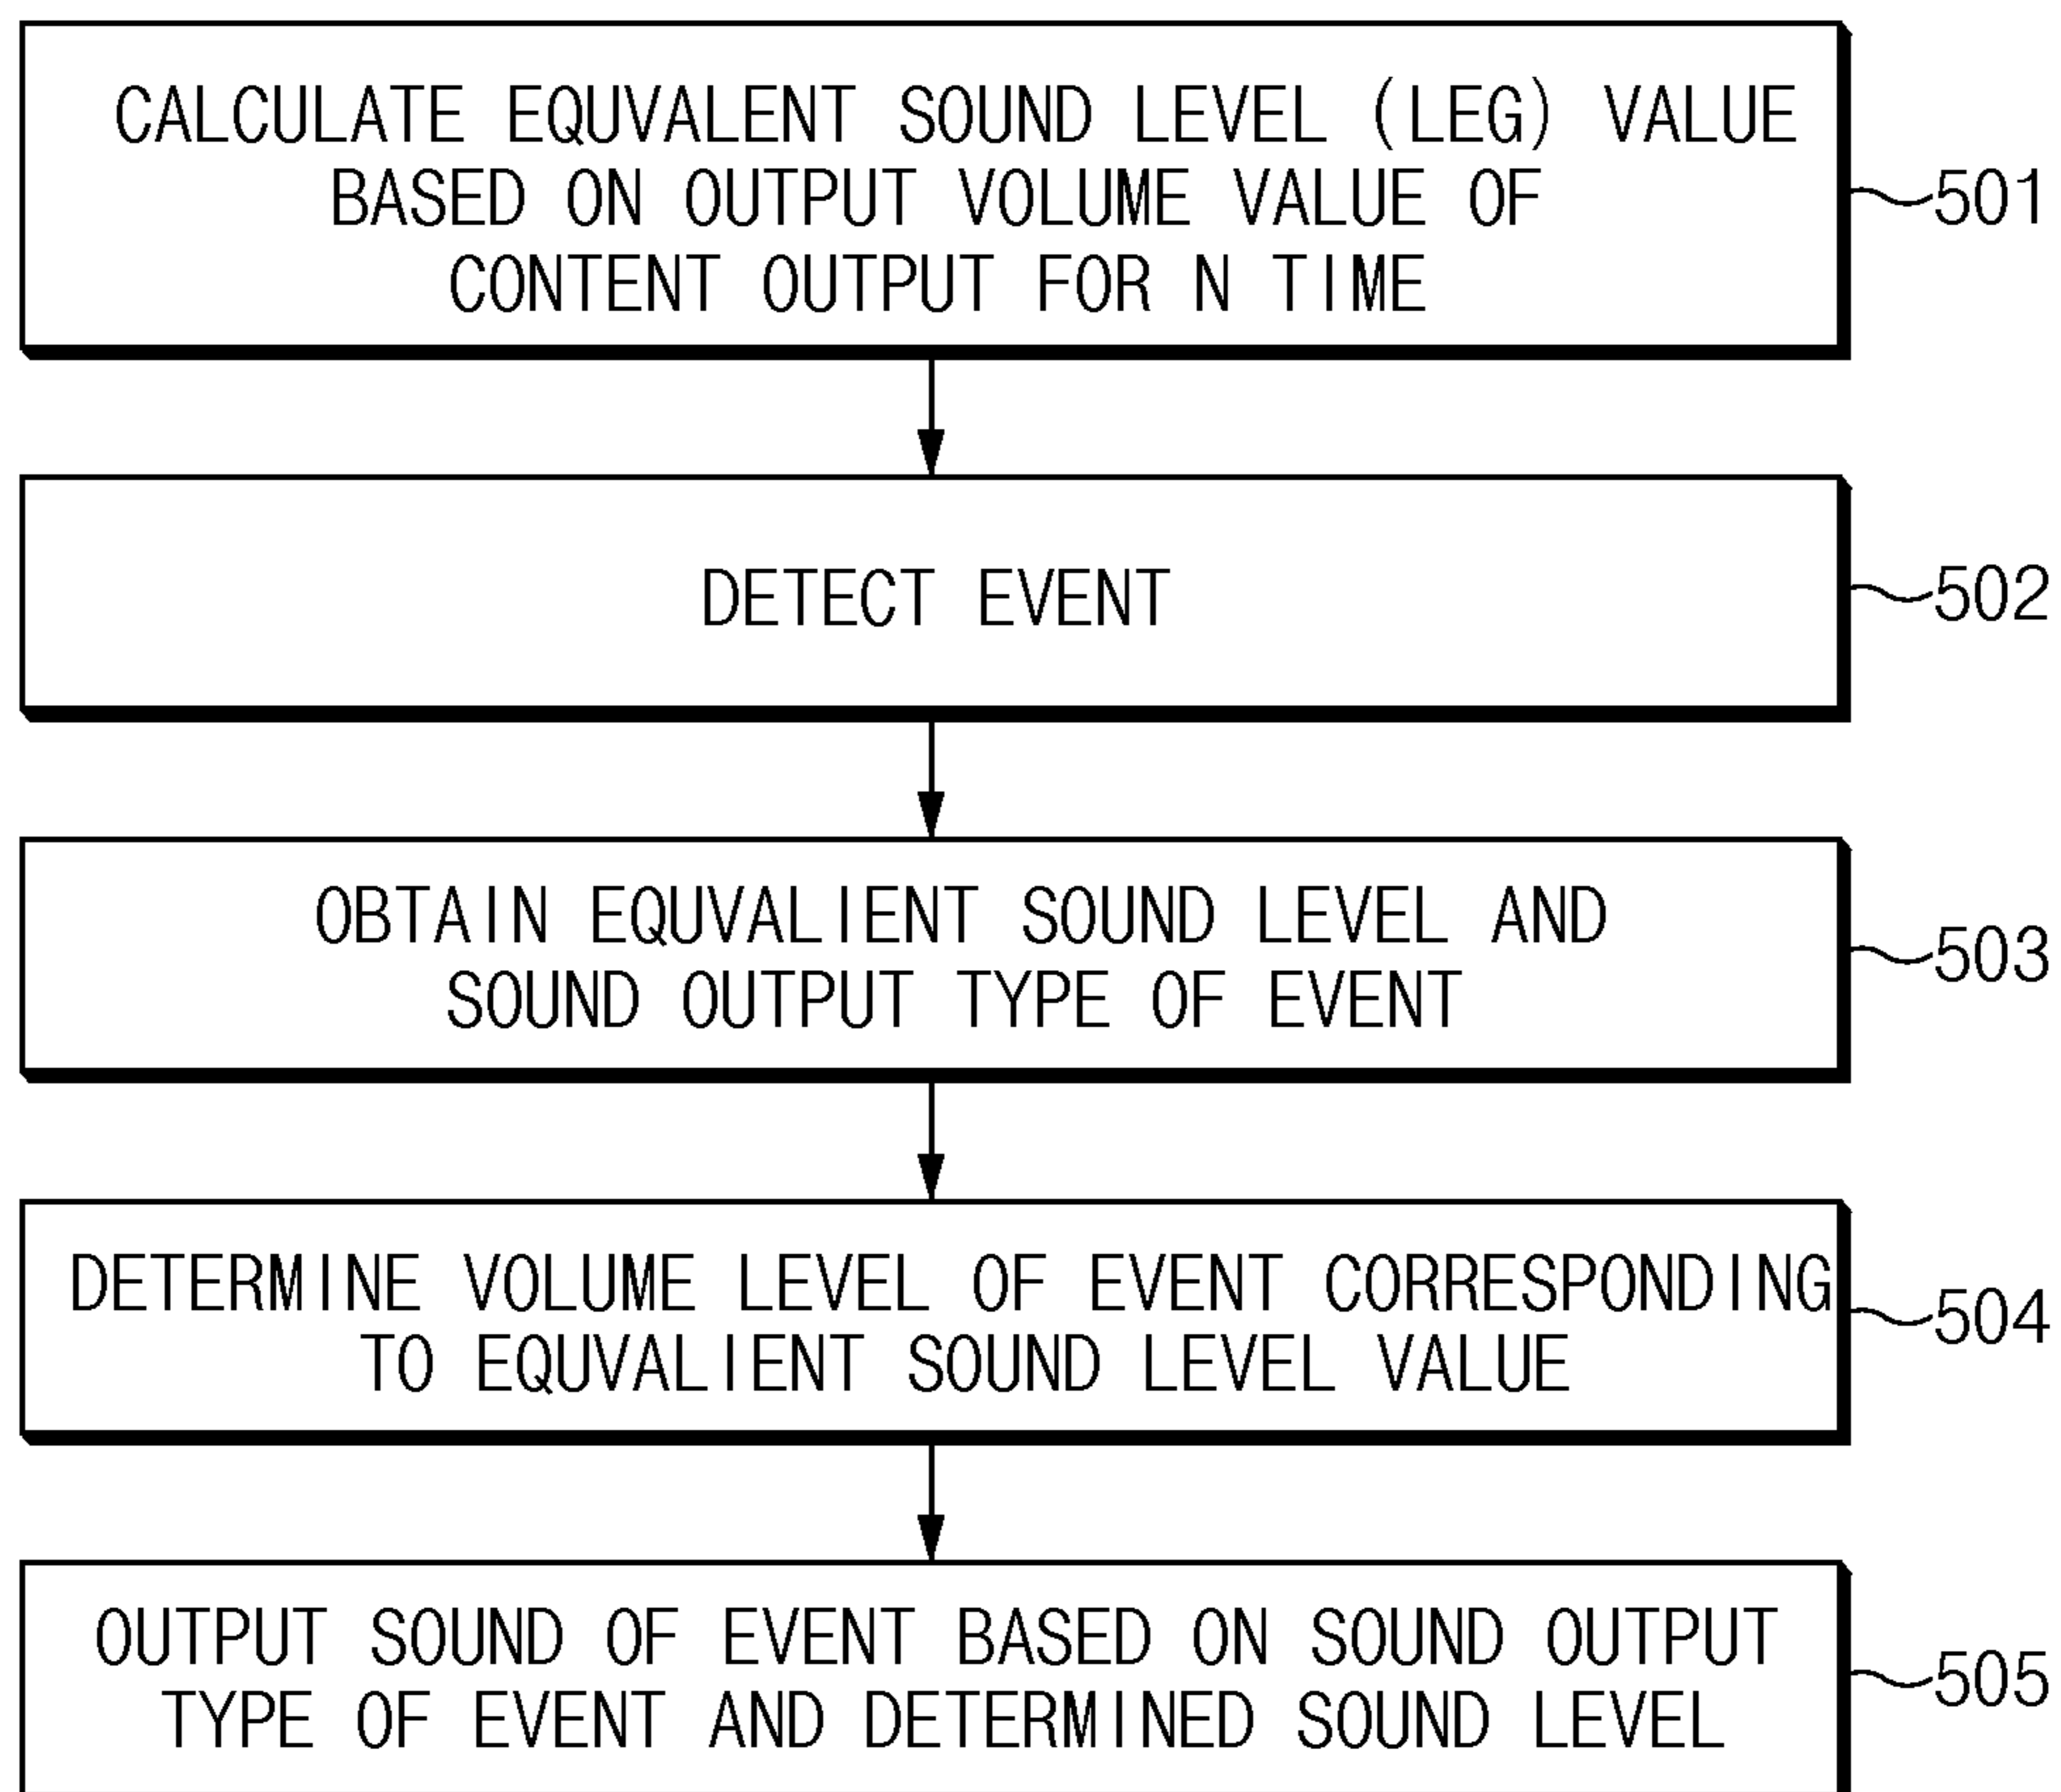 CALCULATE EQUVALENT SOUND LEVEL (LEG) VALUE
BASED ON OUTPUT VOLUME VALUE OF
CONTENT OUTPUT FOR N TIME
501
DETECT EVENT
502
OBTAIN EQUVALIENT SOUND LEVEL AND
SOUND OUTPUT TYPE OF EVENT
503
DETERMINE VOLUME LEVEL OF EVENT CORRESPONDING
TO EQUVALIENT SOUND LEVEL VALUE
504
OUTPUT SOUND OF EVENT BASED ON SOUND OUTPUT
TYPE OF EVENT AND DETERMINED SOUND LEVEL
505